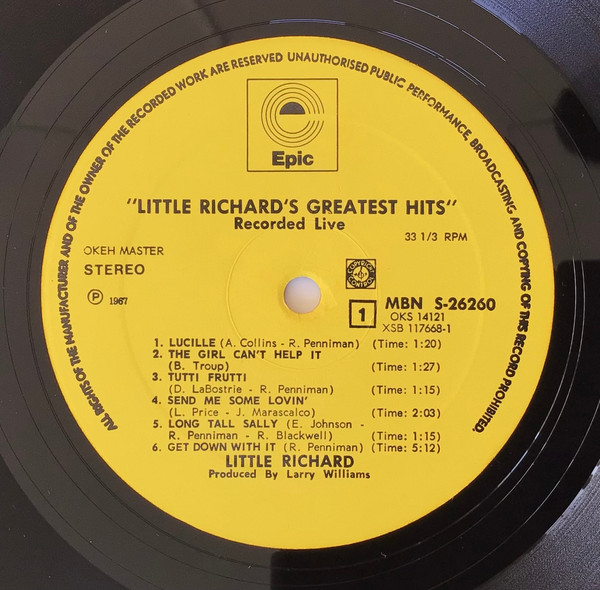 ALL RIGHTS OF THE MANUFACTURER AND OF THE OWNER OF THE RECORDED WORK ARE RESERVED UNAUTHORISED PUBLIC PERFORMANCE, BROADCASTING AND COPYING OF THIS RECORD PROHIBITED.
Epic
"LITTLE RICHARD'S GREATEST HITS"
Recorded Live
33 1/3 RPM
OKEH MASTER
STEREO
℗ 1967
COPYRIGHT CONTROL
1
MBN S-26260
OKS 14121
XSB 117668-1
1. LUCILLE (A. Collins - R. Penniman) (Time: 1:20)
2. THE GIRL CAN'T HELP IT
(B. Troup) (Time: 1:27)
3. TUTTI FRUTTI
(D. LaBostrie - R. Penniman) (Time: 1:15)
4. SEND ME SOME LOVIN'
(L. Price - J. Marascalco) (Time: 2:03)
5. LONG TALL SALLY (E. Johnson -
R. Penniman - R. Blackwell) (Time: 1:15)
6. GET DOWN WITH IT (R. Penniman) (Time: 5:12)
LITTLE RICHARD
Produced By Larry Williams